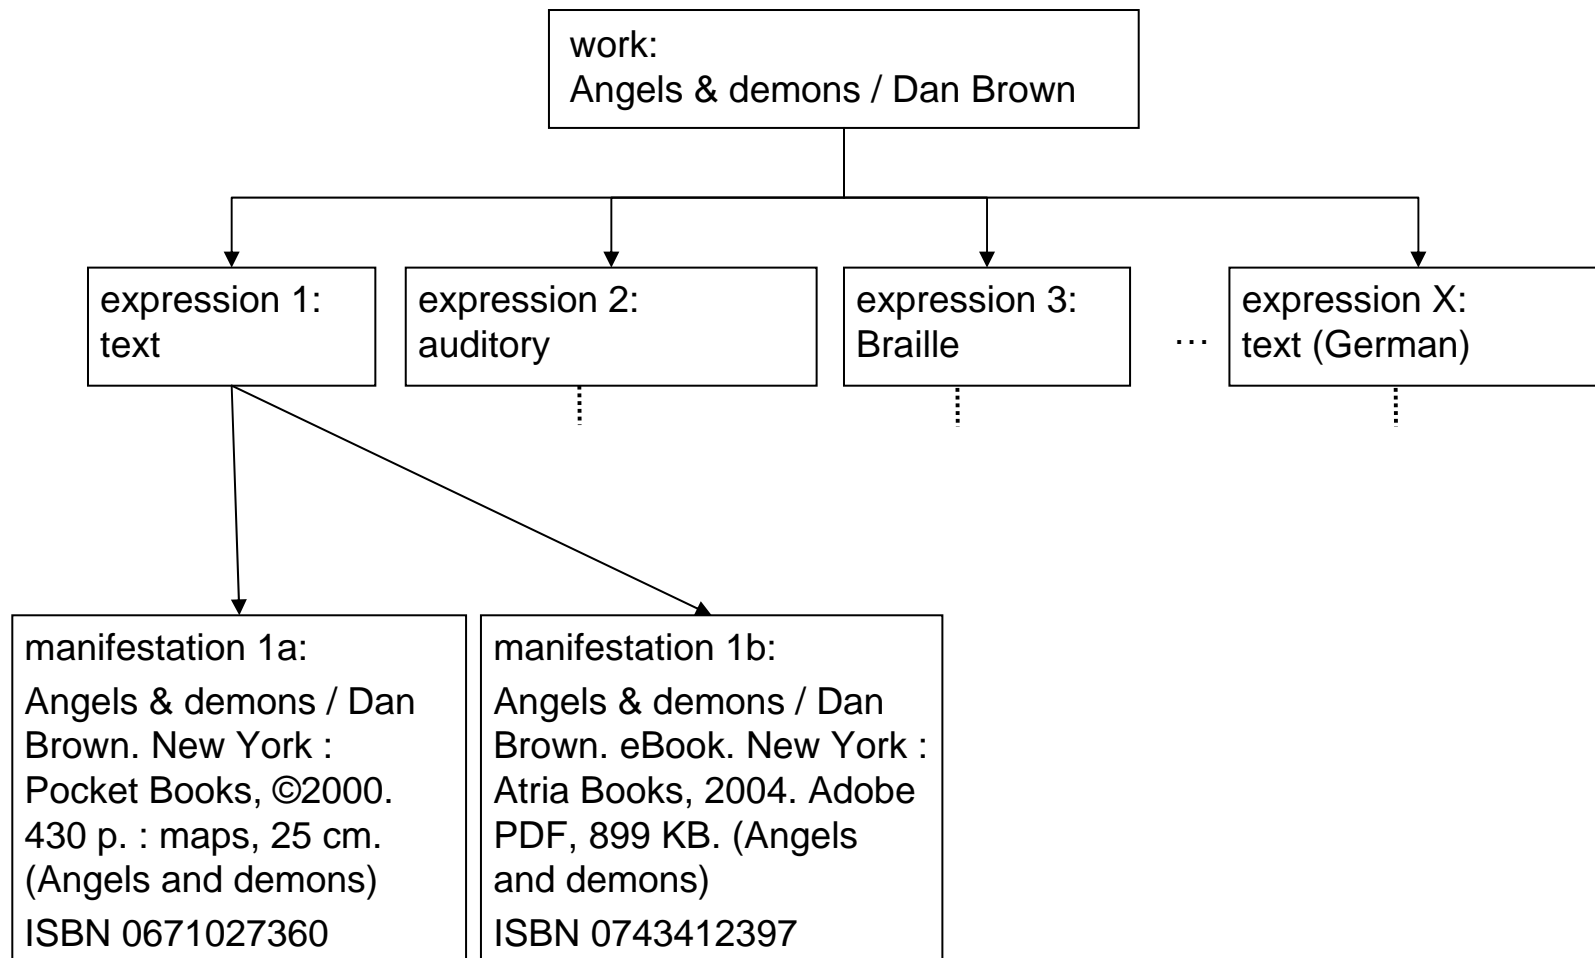 work:
Angels & demons / Dan Brown
expression 1:
text
expression 2:
auditory
expression 3:
Braille
…
expression X:
text (German)
manifestation 1a:
Angels & demons / Dan
Brown. New York :
Pocket Books, ©2000.
430 p. : maps, 25 cm.
(Angels and demons)
ISBN 0671027360
manifestation 1b:
Angels & demons / Dan
Brown. eBook. New York :
Atria Books, 2004. Adobe
PDF, 899 KB. (Angels
and demons)
ISBN 0743412397